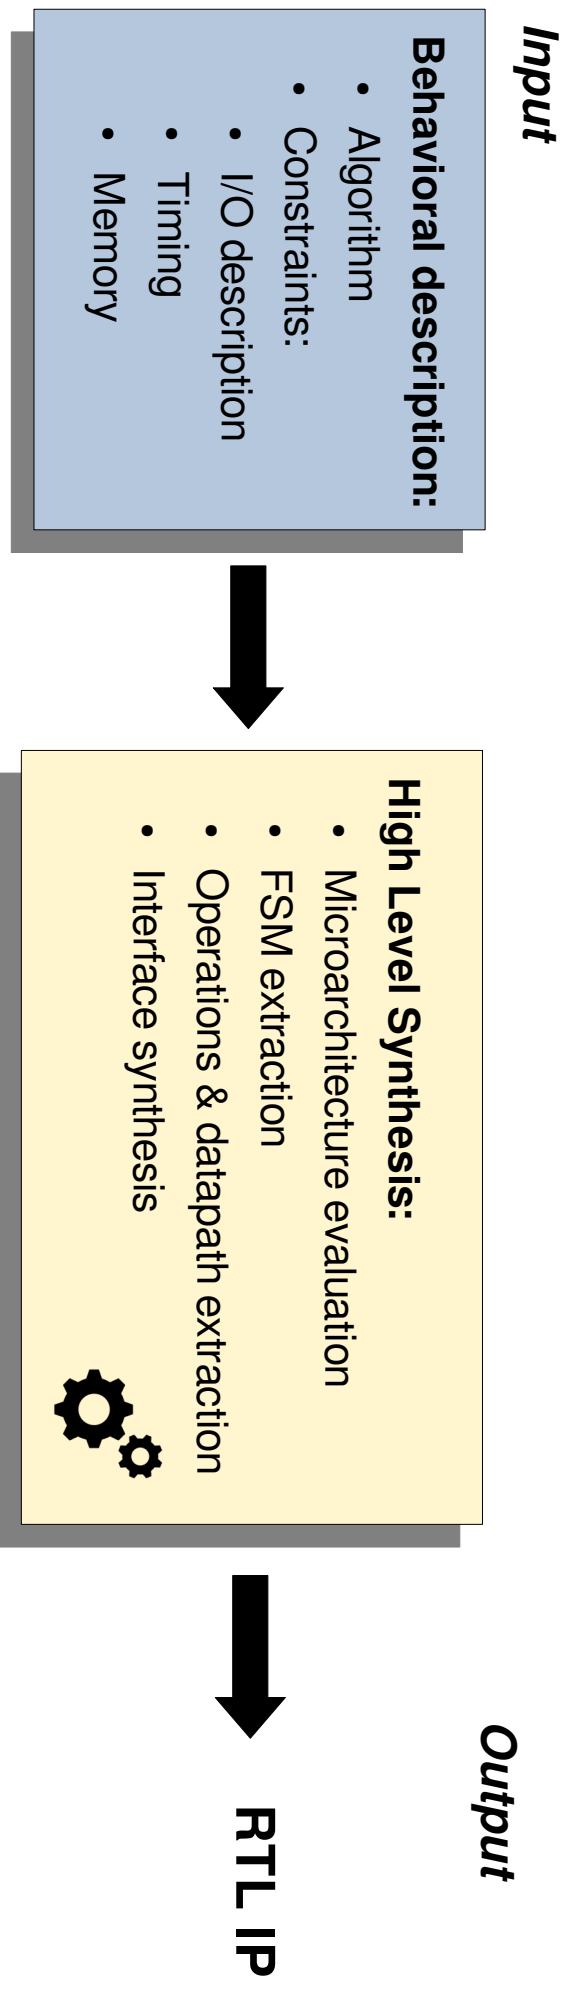 Input
Behavioral description:
• Algorithm
• Constraints:
• I/O description
• Timing
• Memory
High Level Synthesis:
• Microarchitecture evaluation
• FSM extraction
• Operations & datapath extraction
• Interface synthesis
Output
RTL IP